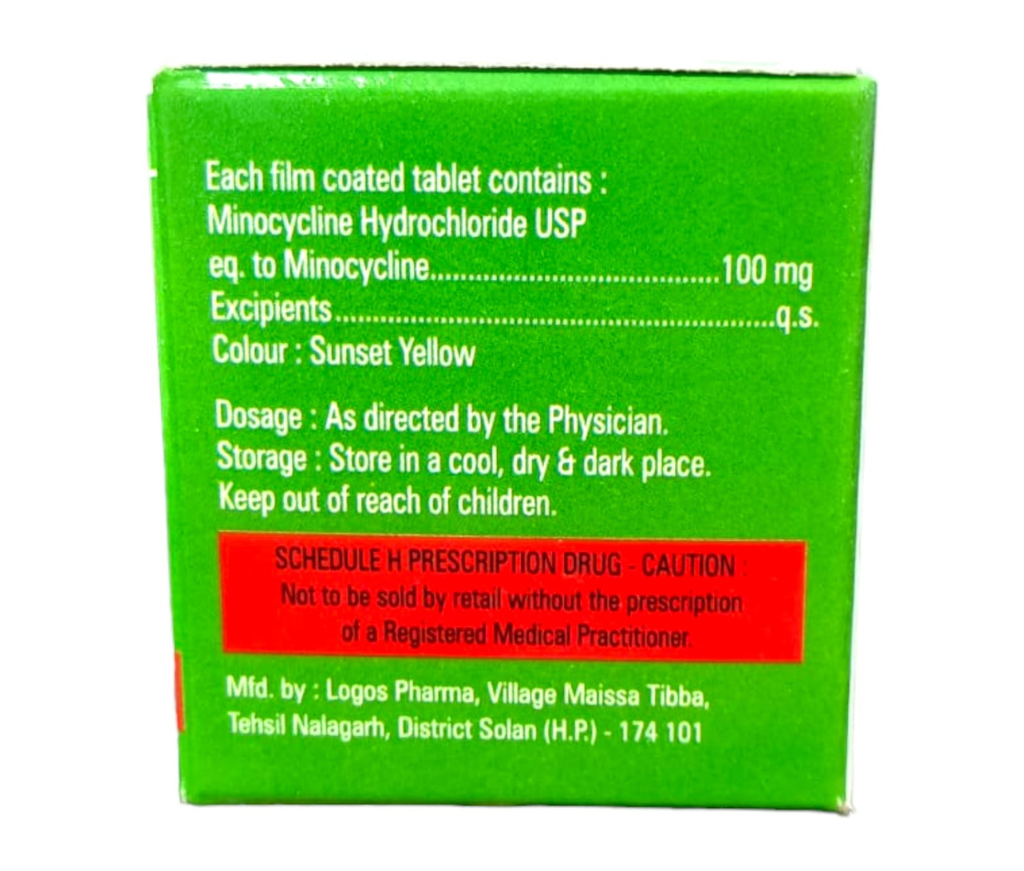 Each film coated tablet contains :
Minocycline Hydrochloride USP
eq. to Minocycline......................................100 mg
Excipients..........................................................q.s.
Colour : Sunset Yellow
Dosage : As directed by the Physician.
Storage : Store in a cool, dry & dark place.
Keep out of reach of children.
SCHEDULE H PRESCRIPTION DRUG - CAUTION :
Not to be sold by retail without the prescription
of a Registered Medical Practitioner.
Mfd. by : Logos Pharma, Village Maissa Tibba,
Tehsil Nalagarh, District Solan (H.P.) - 174 101